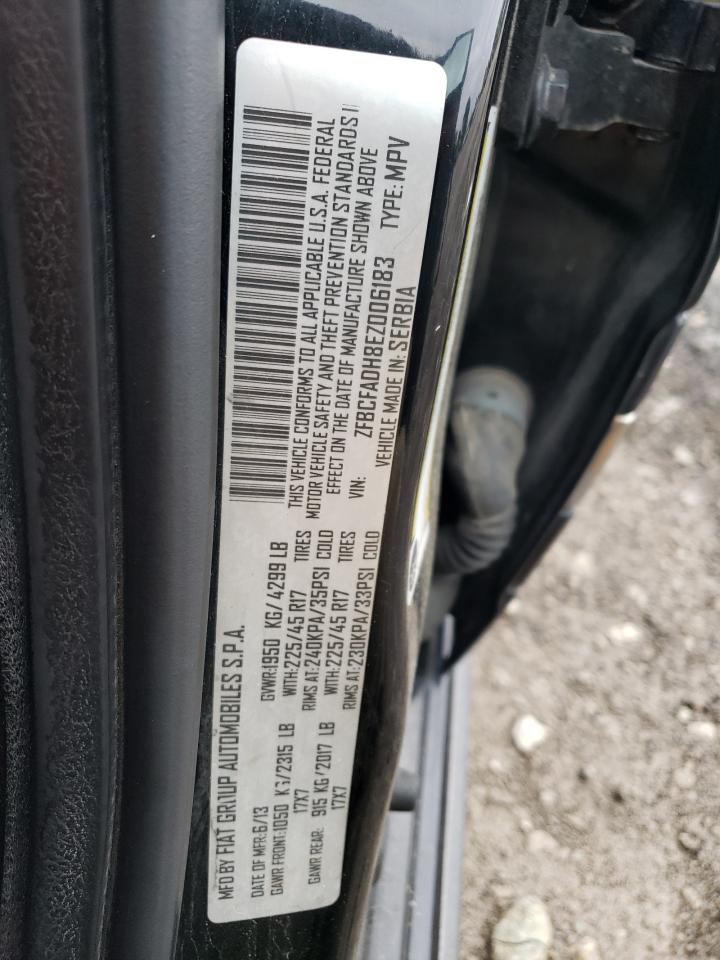 MFD BY FIAT GROUP AUTOMOBILES S.P.A.
DATE OF MFR:6/13 GVWR:1950 KG/4299 LB
GAWR FRONT:1050 KG/2315 LB WITH:225/45 R17 TIRES
17X7 RIMS AT:240KPA/35PSI COLD
GAWR REAR: 915 KG/2017 LB WITH:225/45 R17 TIRES
17X7 RIMS AT:230KPA/33PSI COLD
THIS VEHICLE CONFORMS TO ALL APPLICABLE U.S.A. FEDERAL
MOTOR VEHICLE SAFETY AND THEFT PREVENTION STANDARDS I
EFFECT ON THE DATE OF MANUFACTURE SHOWN ABOVE
VIN: ZFBCFADH8EZ006183 TYPE: MPV
VEHICLE MADE IN: SERBIA